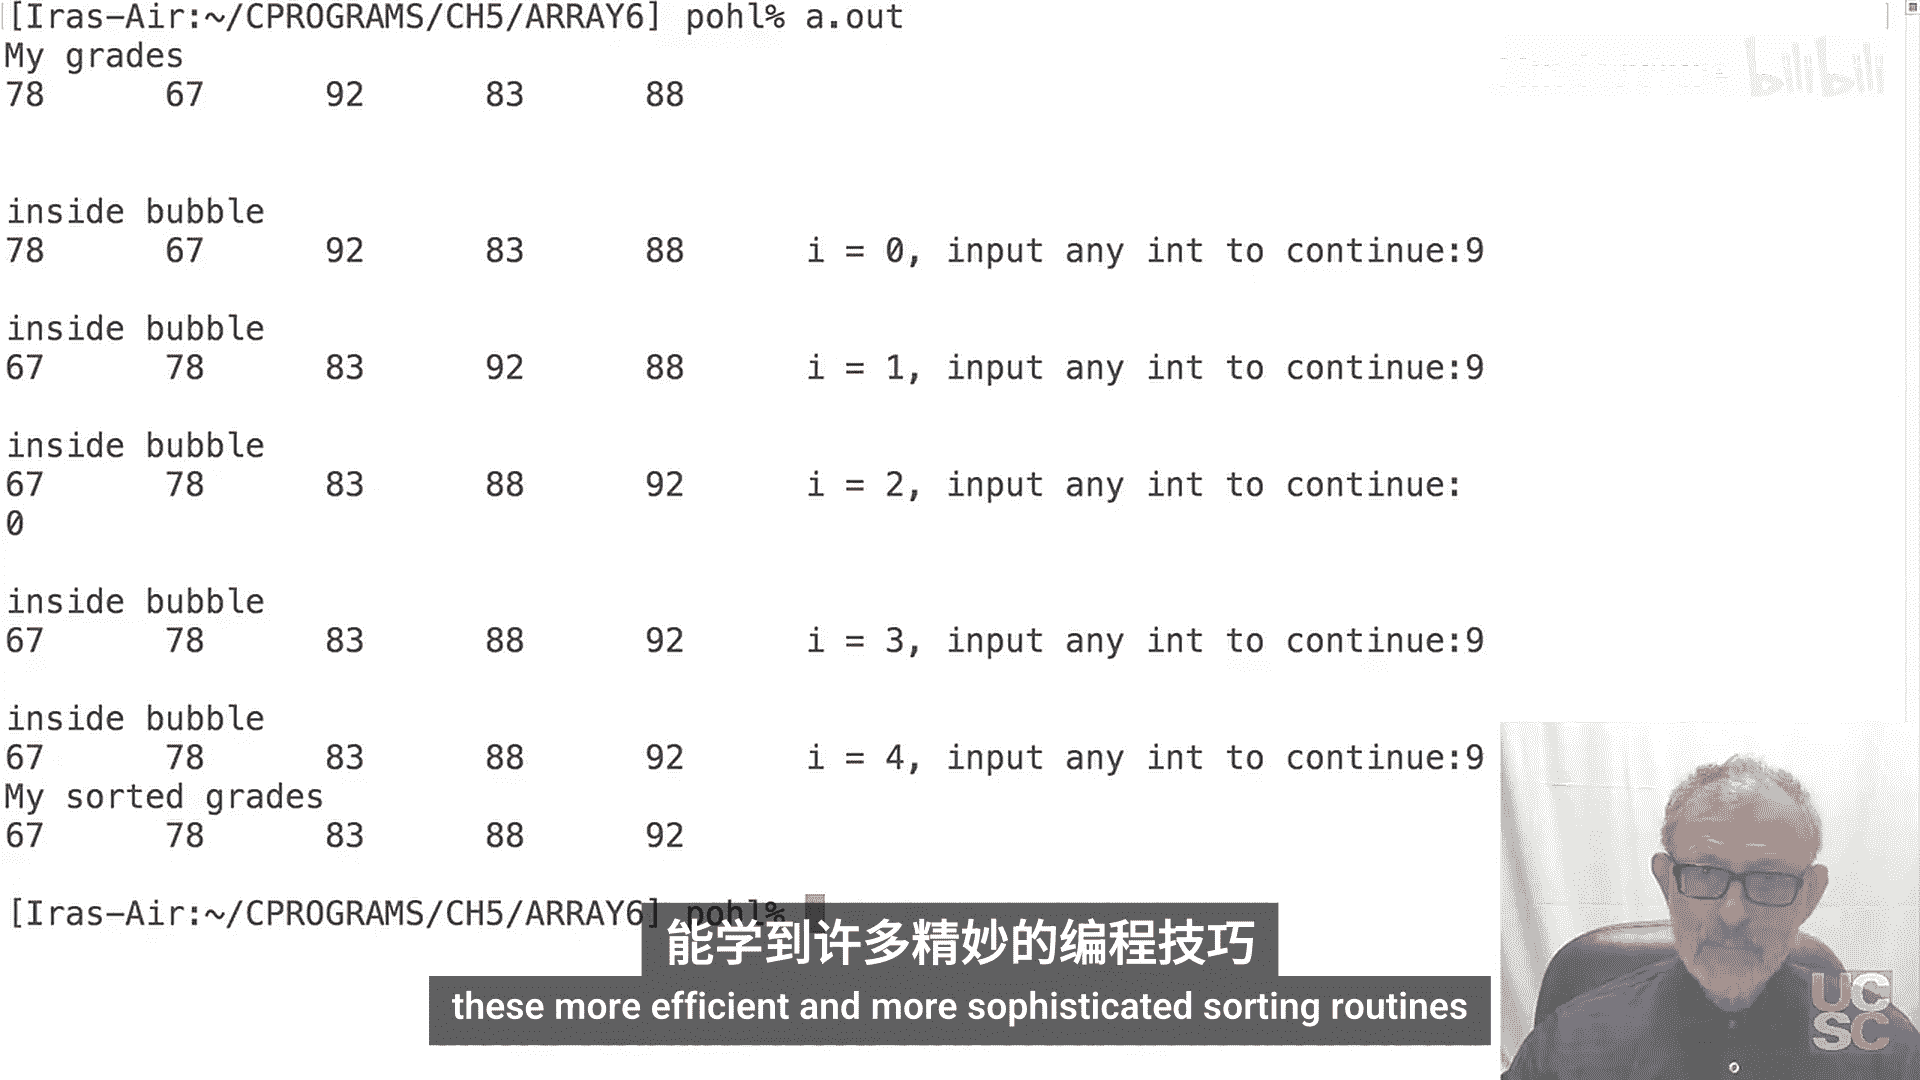 [Iras-Air:~/CPROGRAMS/CH5/ARRAY6] pohl% a.out
My grades
78 67 92 83 88
inside bubble
78 67 92 83 88 i = 0, input any int to continue:9
inside bubble
67 78 83 92 88 i = 1, input any int to continue:9
inside bubble
67 78 83 88 92 i = 2, input any int to continue:
0
inside bubble
67 78 83 88 92 i = 3, input any int to continue:9
inside bubble
67 78 83 88 92 i = 4, input any int to continue:9
My sorted grades
67 78 83 88 92
[Iras-Air:~/CPROGRAMS/CH5/ARRAY6] pohl%
能学到许多精妙的编程技巧
these more efficient and more sophisticated sorting routines
bilibili
UC
SC